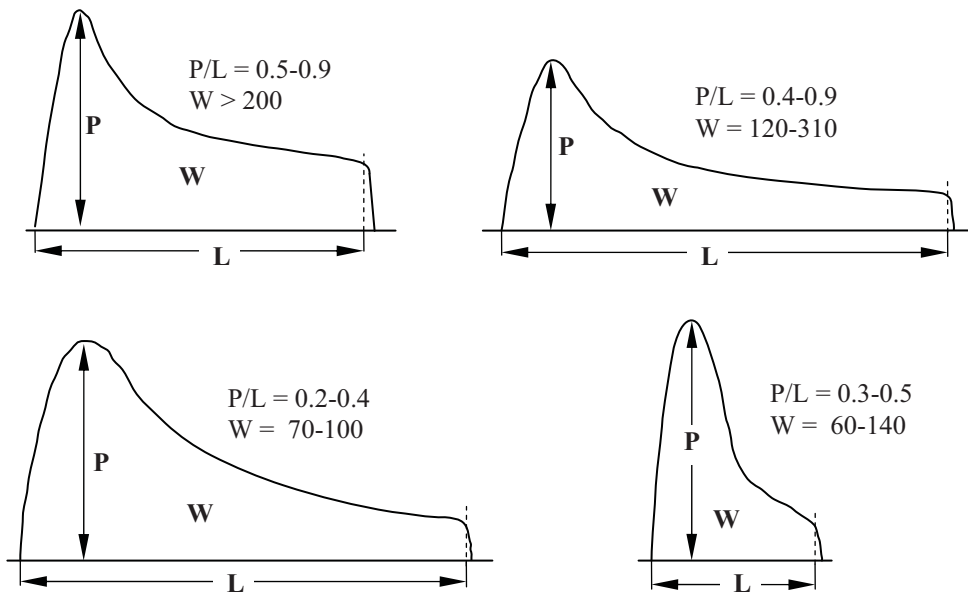 P/L = 0.5-0.9
W > 200
P
W
L
P/L = 0.4-0.9
W = 120-310
P
W
L
P/L = 0.2-0.4
W =  70-100
P
W
L
P/L = 0.3-0.5
W =  60-140
P
W
L